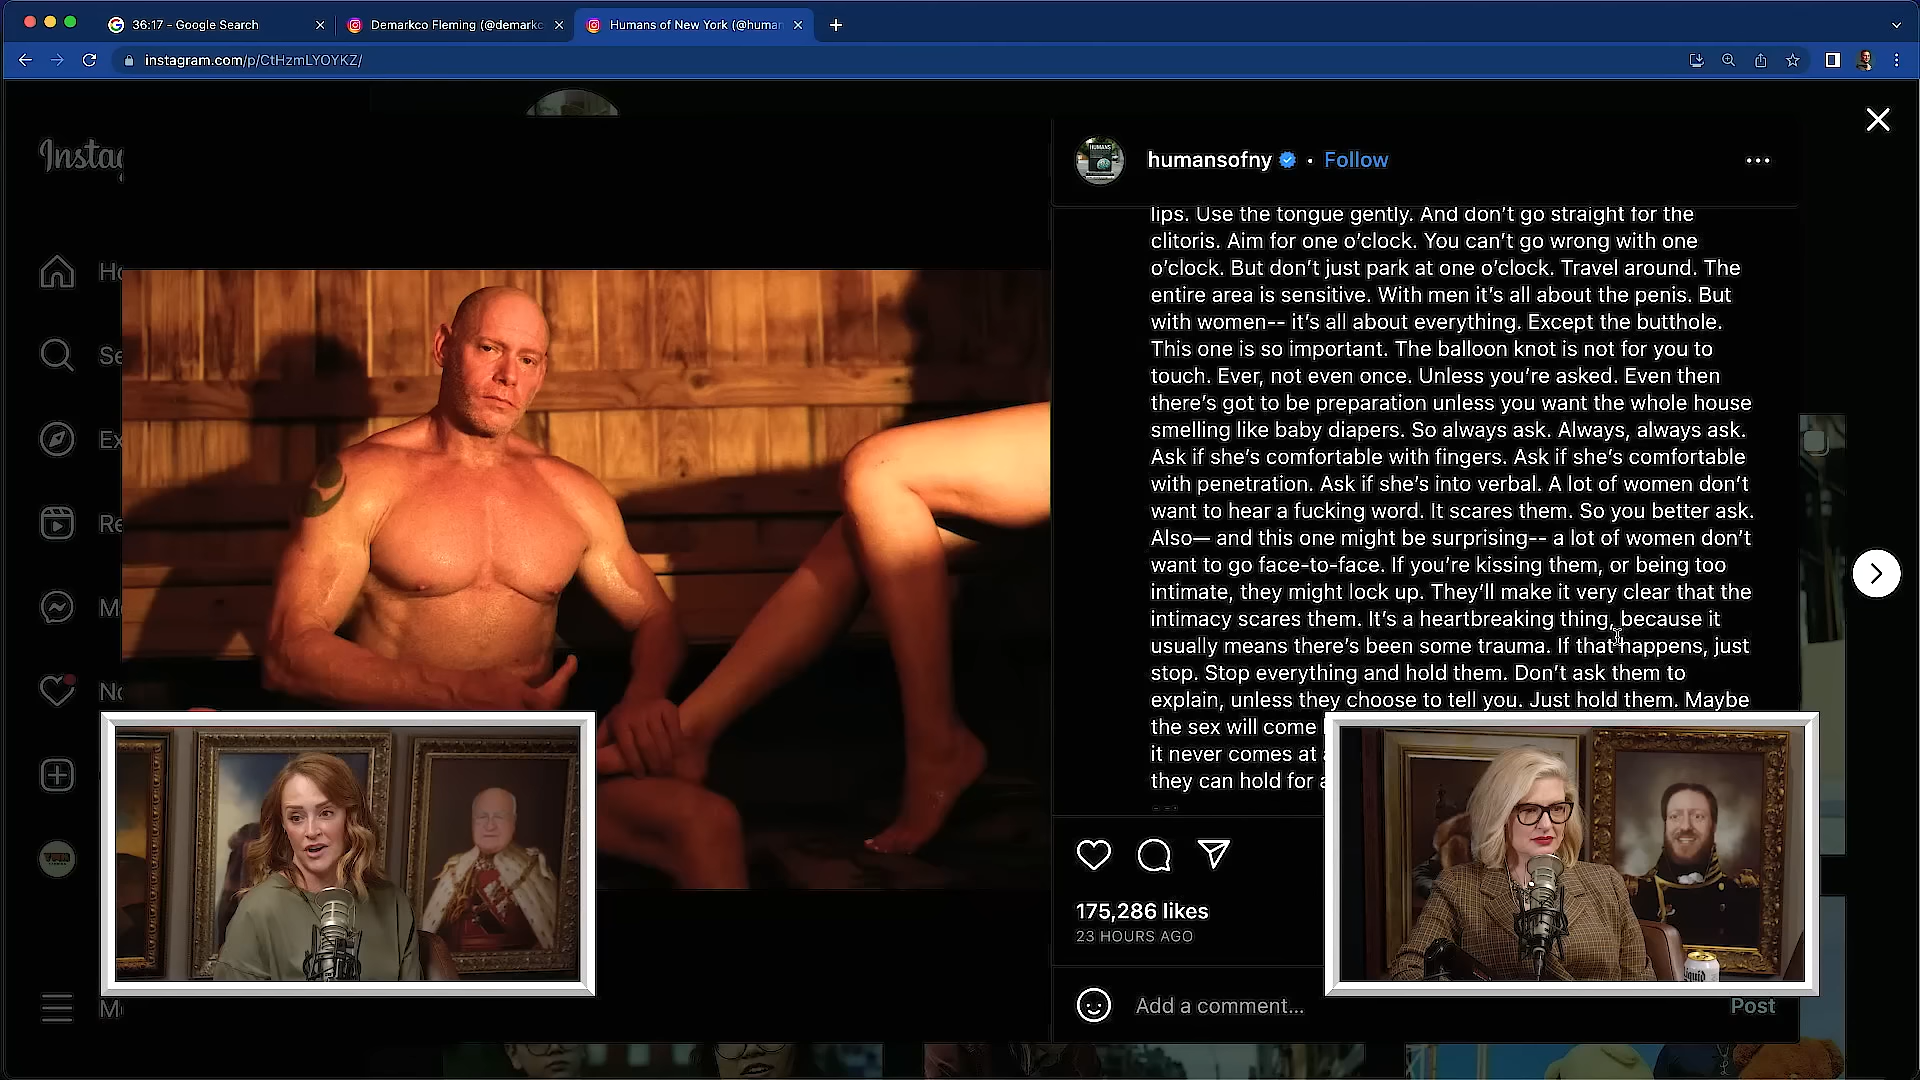 36:17 - Google Search
Demarkco Fleming (@demarkc
Humans of New York (@human
instagram.com/p/CtHzmLYOYKZ/
Insta
humansofny • Follow
lips. Use the tongue gently. And don't go straight for the
clitoris. Aim for one o'clock. You can't go wrong with one
o'clock. But don't just park at one o'clock. Travel around. The
entire area is sensitive. With men it's all about the penis. But
with women-- it's all about everything. Except the butthole.
This one is so important. The balloon knot is not for you to
touch. Ever, not even once. Unless you're asked. Even then
there's got to be preparation unless you want the whole house
smelling like baby diapers. So always ask. Always, always ask.
Ask if she's comfortable with fingers. Ask if she's comfortable
with penetration. Ask if she's into verbal. A lot of women don't
want to hear a fucking word. It scares them. So you better ask.
Also— and this one might be surprising-- a lot of women don't
want to go face-to-face. If you're kissing them, or being too
intimate, they might lock up. They'll make it very clear that the
intimacy scares them. It's a heartbreaking thing, because it
usually means there's been some trauma. If that happens, just
stop. Stop everything and hold them. Don't ask them to
explain, unless they choose to tell you. Just hold them. Maybe
the sex will come
it never comes at
they can hold for a
175,286 likes
23 HOURS AGO
Add a comment...
Post